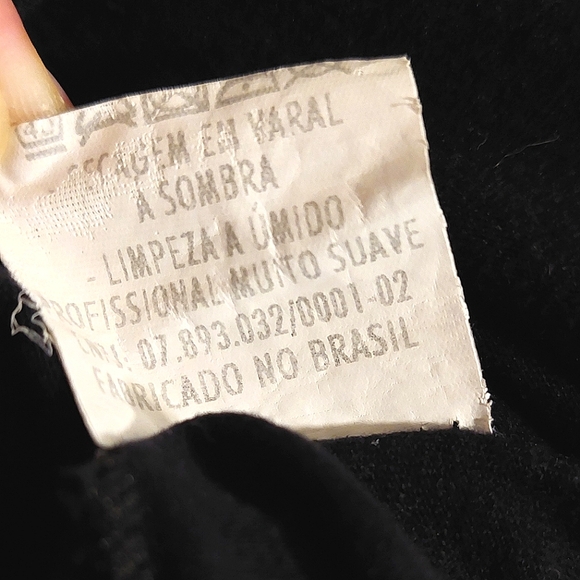 SECAGEM EM VARAL
A SOMBRA
- LIMPEZA A ÚMIDO
PROFISSIONAL MUITO SUAVE
CNPJ: 07.893.032/0001-02
FABRICADO NO BRASIL